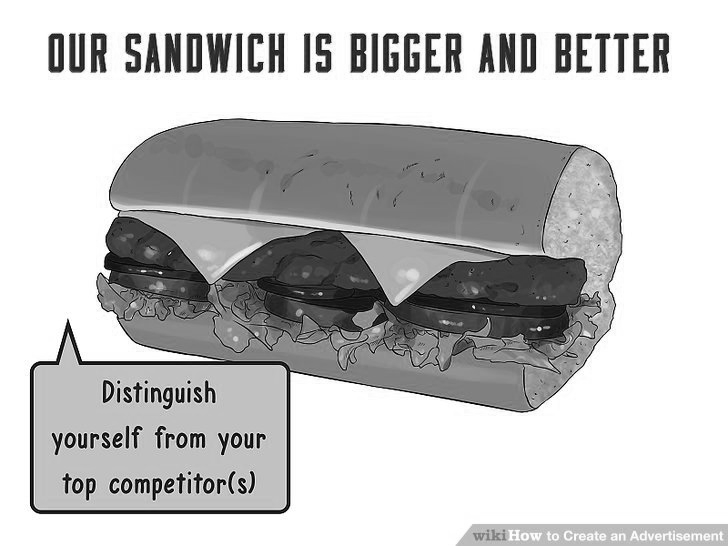 OUR SANDWICH IS BIGGER AND BETTER
Distinguish
yourself from your
top competitor(s)
wikiHow to Create an Advertisement